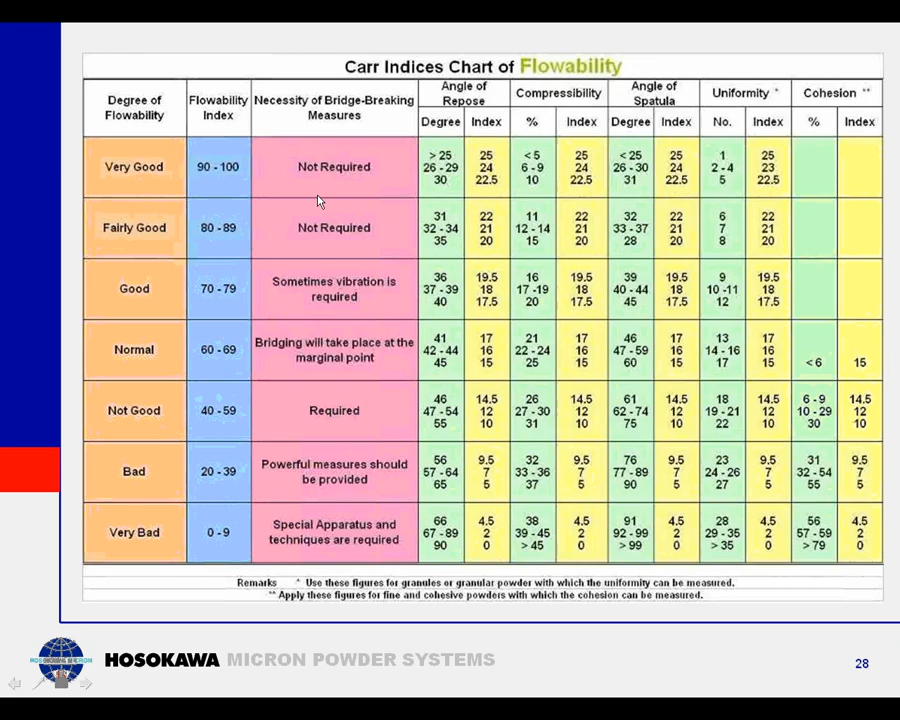 Carr Indices Chart of Flowability
Degree of Flowability | Flowability Index | Necessity of Bridge-Breaking Measures | Angle of Repose | Compressibility | Angle of Spatula | Uniformity * | Cohesion **
Degree | Index | % | Index | Degree | Index | No. | Index | % | Index
Very Good | 90 - 100 | Not Required
> 25 | 25 | < 5 | 25 | < 25 | 25 | 1 | 25
26 - 29 | 24 | 6 - 9 | 24 | 26 - 30 | 24 | 2 - 4 | 23
30 | 22.5 | 10 | 22.5 | 31 | 22.5 | 5 | 22.5
Fairly Good | 80 - 89 | Not Required
31 | 22 | 11 | 22 | 32 | 22 | 6 | 22
32 - 34 | 21 | 12 - 14 | 21 | 33 - 37 | 21 | 7 | 21
35 | 20 | 15 | 20 | 28 | 20 | 8 | 20
Good | 70 - 79 | Sometimes vibration is required
36 | 19.5 | 16 | 19.5 | 39 | 19.5 | 9 | 19.5
37 - 39 | 18 | 17 -19 | 18 | 40 - 44 | 18 | 10 -11 | 18
40 | 17.5 | 20 | 17.5 | 45 | 17.5 | 12 | 17.5
Normal | 60 - 69 | Bridging will take place at the marginal point
41 | 17 | 21 | 17 | 46 | 17 | 13 | 17
42 - 44 | 16 | 22 - 24 | 16 | 47 - 59 | 16 | 14 - 16 | 16
45 | 15 | 25 | 15 | 60 | 15 | 17 | 15 | < 6 | 15
Not Good | 40 - 59 | Required
46 | 14.5 | 26 | 14.5 | 61 | 14.5 | 18 | 14.5 | 6 - 9 | 14.5
47 - 54 | 12 | 27 - 30 | 12 | 62 - 74 | 12 | 19 - 21 | 12 | 10 - 29 | 12
55 | 10 | 31 | 10 | 75 | 10 | 22 | 10 | 30 | 10
Bad | 20 - 39 | Powerful measures should be provided
56 | 9.5 | 32 | 9.5 | 76 | 9.5 | 23 | 9.5 | 31 | 9.5
57 - 64 | 7 | 33 - 36 | 7 | 77 - 89 | 7 | 24 - 26 | 7 | 32 - 54 | 7
65 | 5 | 37 | 5 | 90 | 5 | 27 | 5 | 55 | 5
Very Bad | 0 - 9 | Special Apparatus and techniques are required
66 | 4.5 | 38 | 4.5 | 91 | 4.5 | 28 | 4.5 | 56 | 4.5
67 - 89 | 2 | 39 - 45 | 2 | 92 - 99 | 2 | 29 - 35 | 2 | 57 - 59 | 2
90 | 0 | > 45 | 0 | > 99 | 0 | > 35 | 0 | > 79 | 0
Remarks * Use these figures for granules or granular powder with which the uniformity can be measured.
** Apply these figures for fine and cohesive powders with which the cohesion can be measured.
HOSOKAWA MICRON POWDER SYSTEMS
28